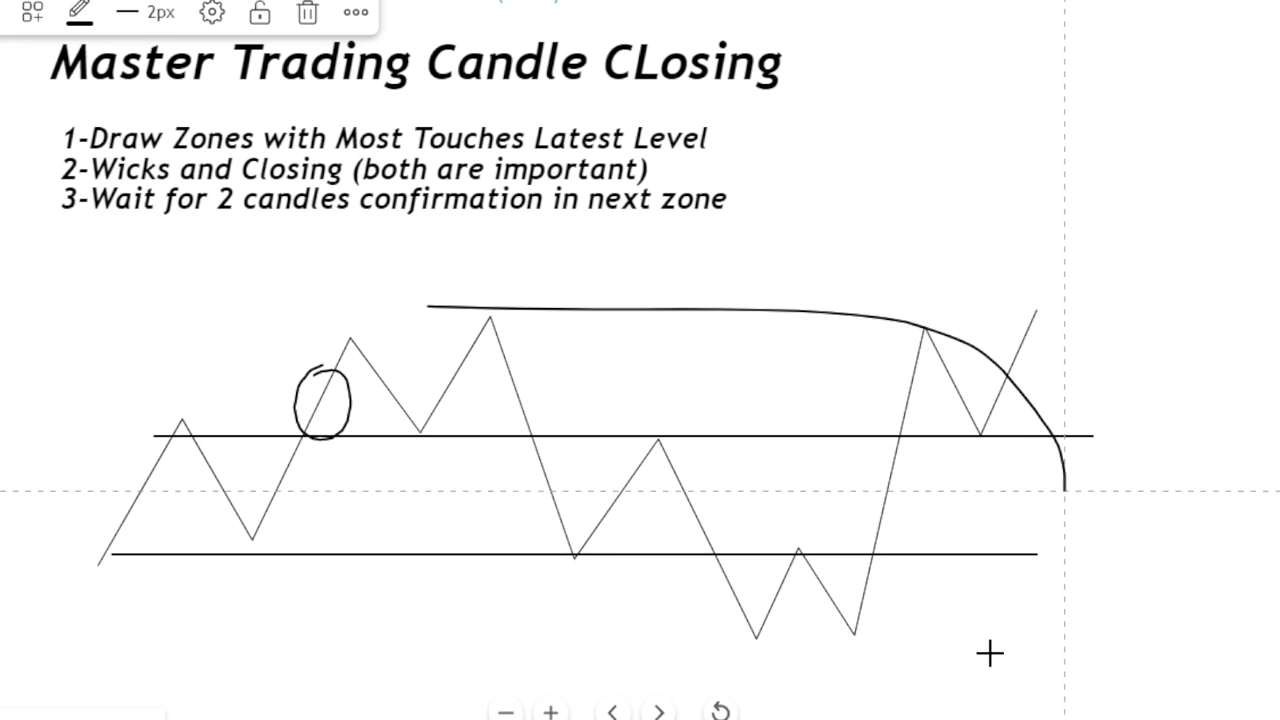 2px
Master Trading Candle CLosing
1-Draw Zones with Most Touches Latest Level
2-Wicks and Closing (both are important)
3-Wait for 2 candles confirmation in next zone